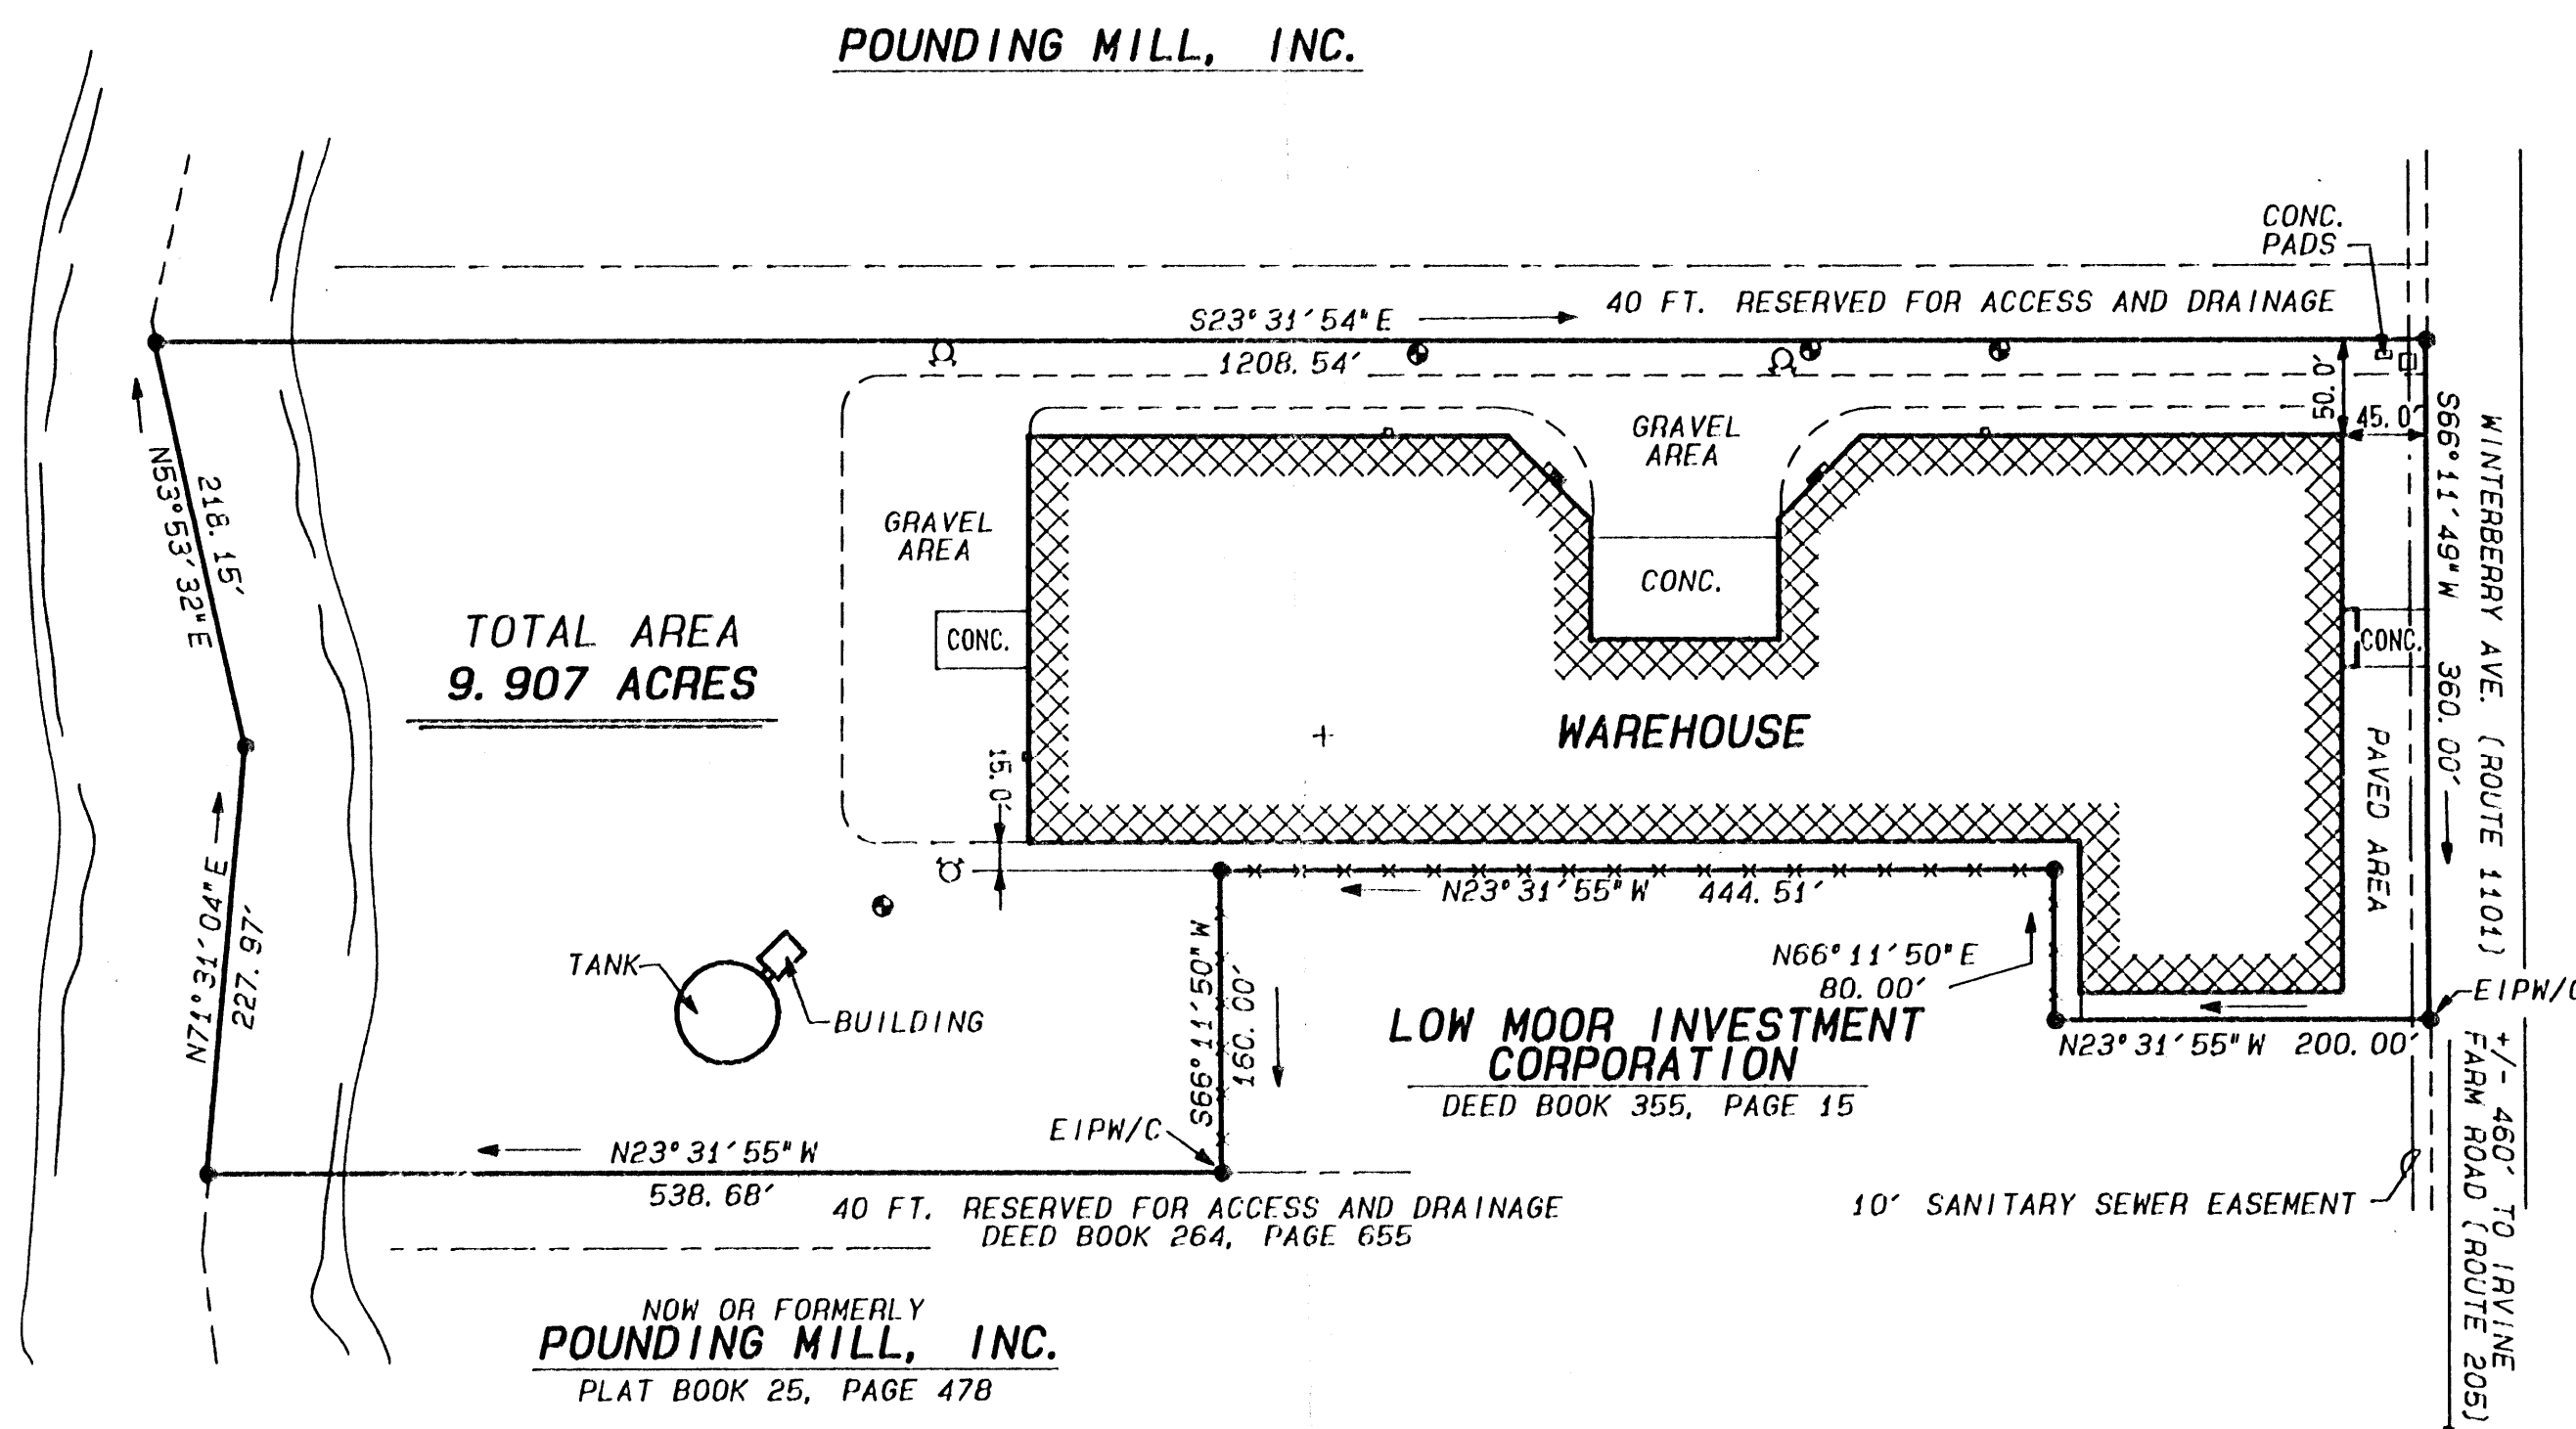 POUNDING MILL, INC.
CONC.
PADS
40 FT. RESERVED FOR ACCESS AND DRAINAGE
S23°31'54"E
1208.54'
50.0'
45.0'
S66°11'49"W 360.00'
WINTERBERRY AVE. (ROUTE 1101)
GRAVEL
AREA
N53°53'32"E
218.15'
GRAVEL
AREA
CONC.
TOTAL AREA
9.907 ACRES
CONC.
CONC.
WAREHOUSE
15.0'
PAVED AREA
N23°31'55"W 444.51'
N71°31'04"E
227.97'
TANK
BUILDING
S66°11'50"W
160.00'
N66°11'50"E
80.00'
LOW MOOR INVESTMENT
CORPORATION
DEED BOOK 355, PAGE 15
EIPW/C
N23°31'55"W 200.00'
+/- 460' TO IRVINE
FARM ROAD (ROUTE 205)
EIPW/C
N23°31'55"W
538.68'
40 FT. RESERVED FOR ACCESS AND DRAINAGE
DEED BOOK 264, PAGE 655
10' SANITARY SEWER EASEMENT
NOW OR FORMERLY
POUNDING MILL, INC.
PLAT BOOK 25, PAGE 478